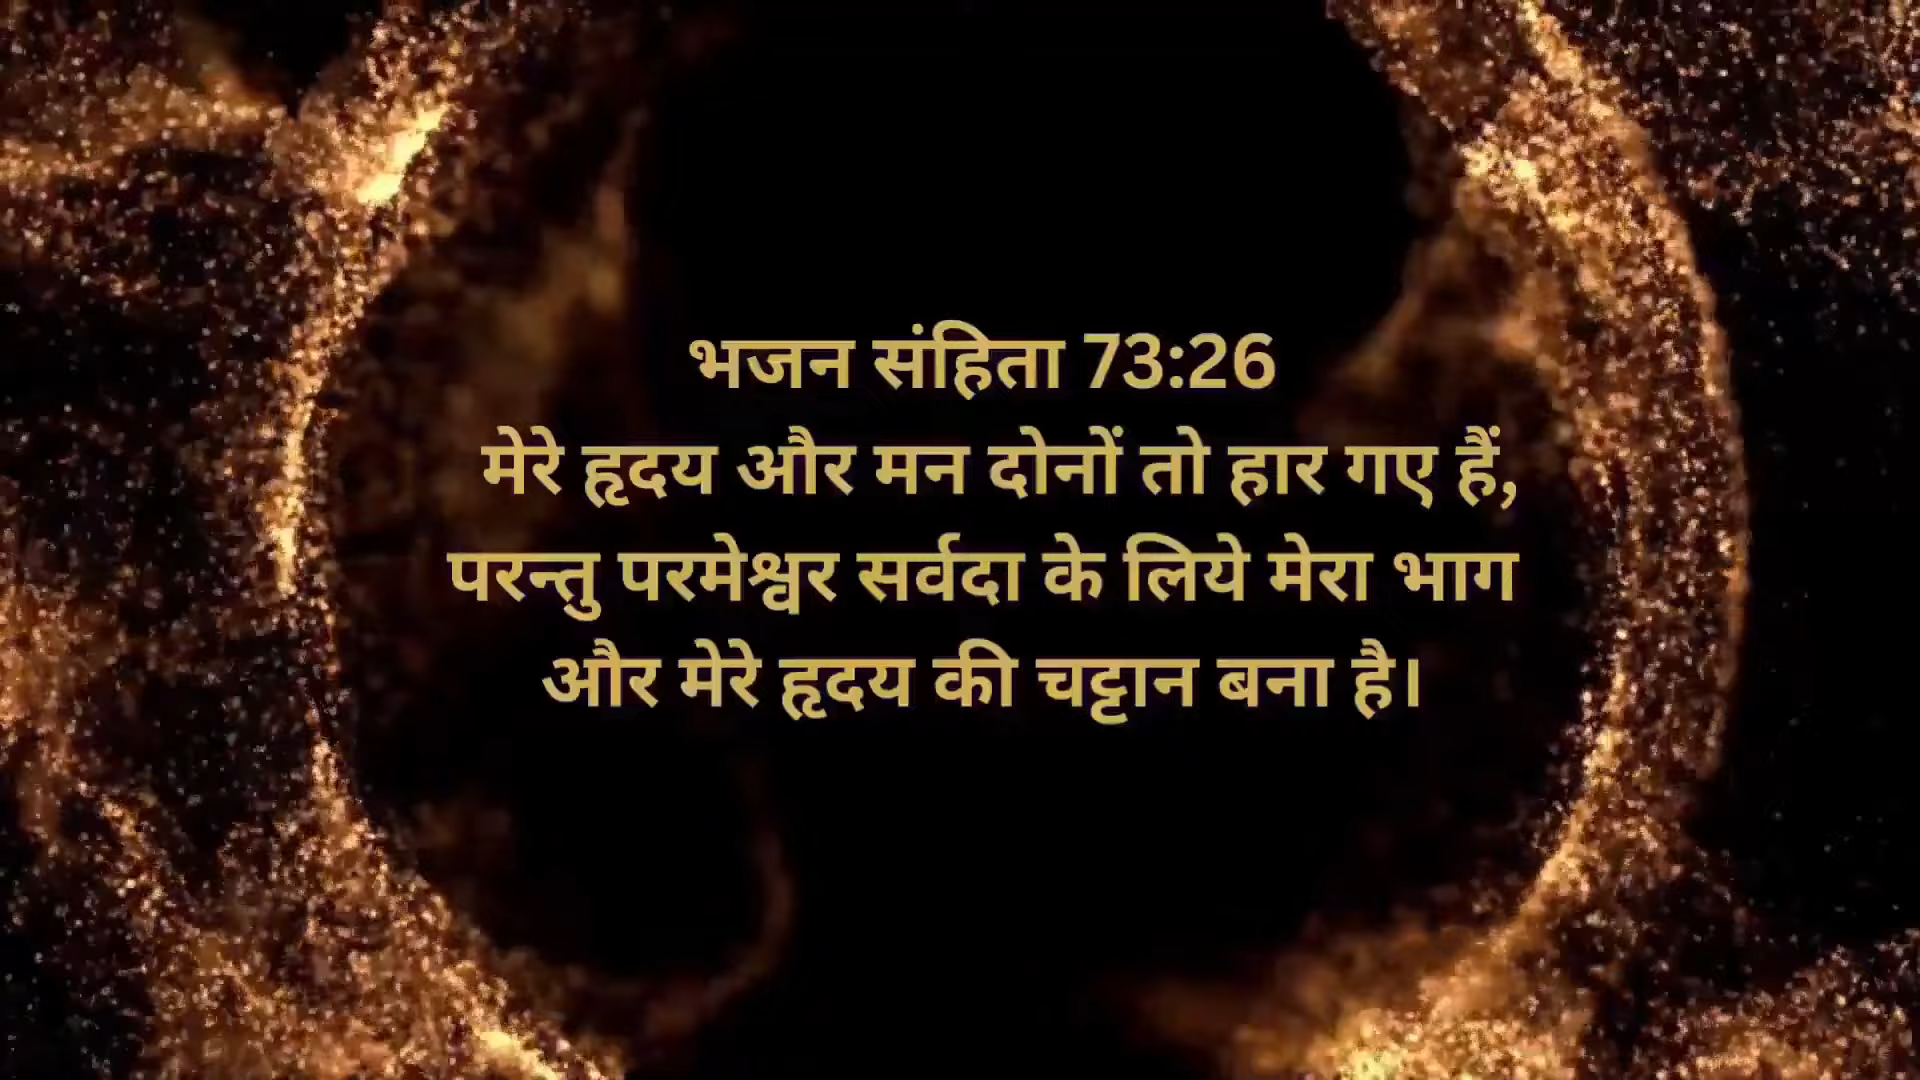 भजन संहिता 73:26
मेरे हृदय और मन दोनों तो हार गए हैं,
परन्तु परमेश्वर सर्वदा के लिये मेरा भाग
और मेरे हृदय की चट्टान बना है।